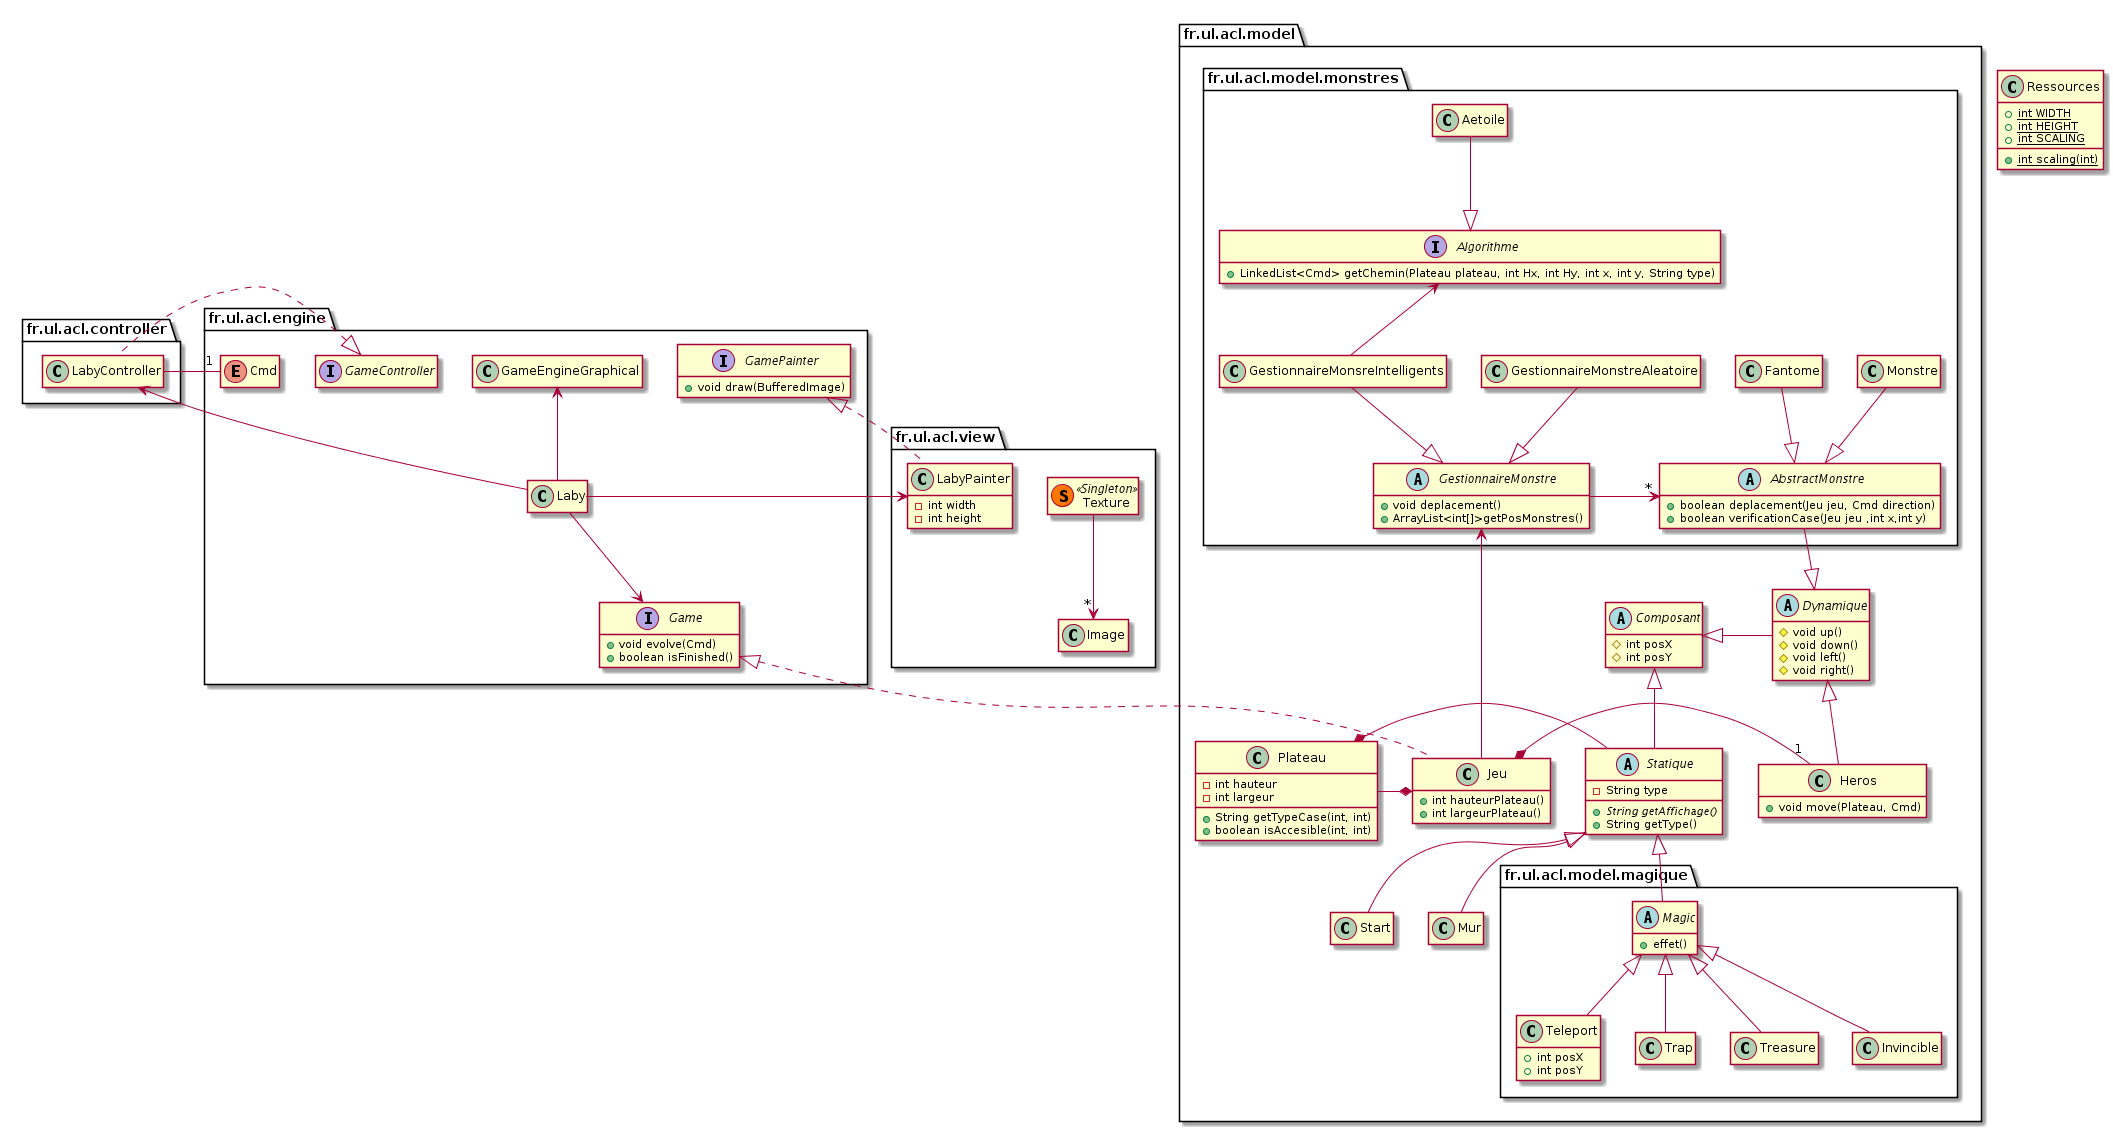 fr.ul.acl.model
fr.ul.acl.model.monstres
C Ressources
int WIDTH
int HEIGHT
int SCALING
int scaling(int)
C Aetoile
I Algorithme
LinkedList<Cmd> getChemin(Plateau plateau, int Hx, int Hy, int x, int y, String type)
fr.ul.acl.controller
C LabyController
1
fr.ul.acl.engine
E Cmd
I GameController
C GameEngineGraphical
I GamePainter
void draw(BufferedImage)
C GestionnaireMonsreIntelligents
C GestionnaireMonstreAleatoire
C Fantome
C Monstre
fr.ul.acl.view
C LabyPainter
int width
int height
S «Singleton»
Texture
C Laby
A GestionnaireMonstre
void deplacement()
ArrayList<int[]>getPosMonstres()
*
A AbstractMonstre
boolean deplacement(Jeu jeu, Cmd direction)
boolean verificationCase(Jeu jeu ,int x,int y)
I Game
void evolve(Cmd)
boolean isFinished()
*
C Image
A Composant
int posX
int posY
A Dynamique
void up()
void down()
void left()
void right()
C Plateau
int hauteur
int largeur
String getTypeCase(int, int)
boolean isAccesible(int, int)
C Jeu
int hauteurPlateau()
int largeurPlateau()
A Statique
String type
String getAffichage()
String getType()
1
C Heros
void move(Plateau, Cmd)
C Start
C Mur
fr.ul.acl.model.magique
A Magic
effet()
C Teleport
int posX
int posY
C Trap
C Treasure
C Invincible